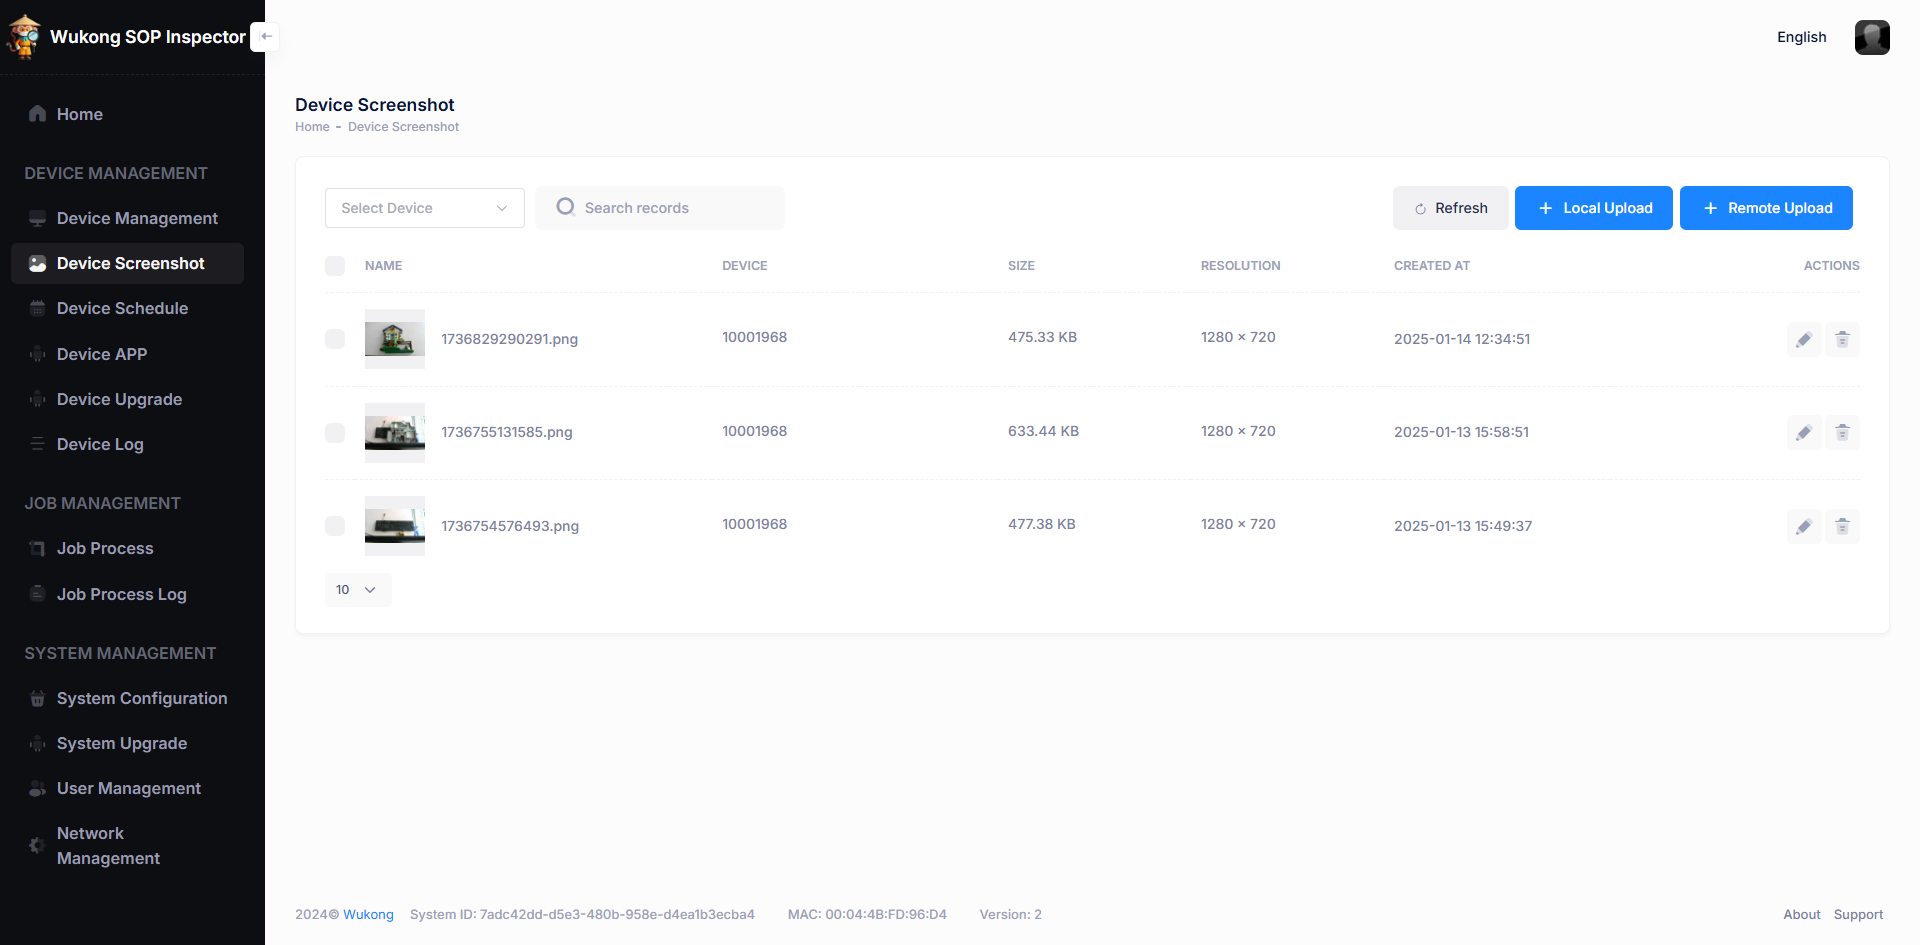 Wukong SOP Inspector
English
Home
DEVICE MANAGEMENT
Device Management
Device Screenshot
Device Schedule
Device APP
Device Upgrade
Device Log
JOB MANAGEMENT
Job Process
Job Process Log
SYSTEM MANAGEMENT
System Configuration
System Upgrade
User Management
Network
Management
Device Screenshot
Home - Device Screenshot
Select Device
Search records
Refresh
Local Upload
Remote Upload
NAME DEVICE SIZE RESOLUTION CREATED AT ACTIONS
1736829290291.png 10001968 475.33 KB 1280 × 720 2025-01-14 12:34:51
1736755131585.png 10001968 633.44 KB 1280 × 720 2025-01-13 15:58:51
1736754576493.png 10001968 477.38 KB 1280 × 720 2025-01-13 15:49:37
10
2024© Wukong System ID: 7adc42dd-d5e3-480b-958e-d4ea1b3ecba4 MAC: 00:04:4B:FD:96:D4 Version: 2 About Support